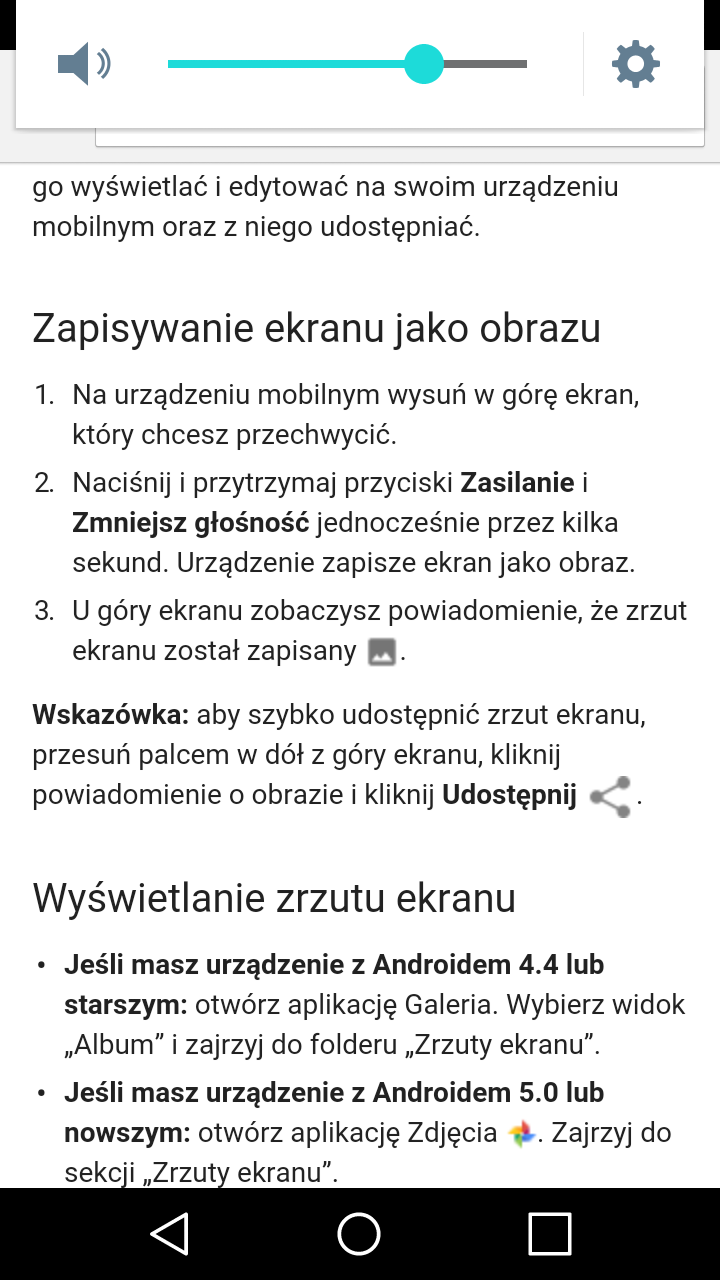 go wyświetlać i edytować na swoim urządzeniu
mobilnym oraz z niego udostępniać.
Zapisywanie ekranu jako obrazu
1. Na urządzeniu mobilnym wysuń w górę ekran,
który chcesz przechwycić.
2. Naciśnij i przytrzymaj przyciski Zasilanie i
Zmniejsz głośność jednocześnie przez kilka
sekund. Urządzenie zapisze ekran jako obraz.
3. U góry ekranu zobaczysz powiadomienie, że zrzut
ekranu został zapisany .
Wskazówka: aby szybko udostępnić zrzut ekranu,
przesuń palcem w dół z góry ekranu, kliknij
powiadomienie o obrazie i kliknij Udostępnij .
Wyświetlanie zrzutu ekranu
• Jeśli masz urządzenie z Androidem 4.4 lub
starszym: otwórz aplikację Galeria. Wybierz widok
„Album” i zajrzyj do folderu „Zrzuty ekranu”.
• Jeśli masz urządzenie z Androidem 5.0 lub
nowszym: otwórz aplikację Zdjęcia . Zajrzyj do
sekcji „Zrzuty ekranu”.